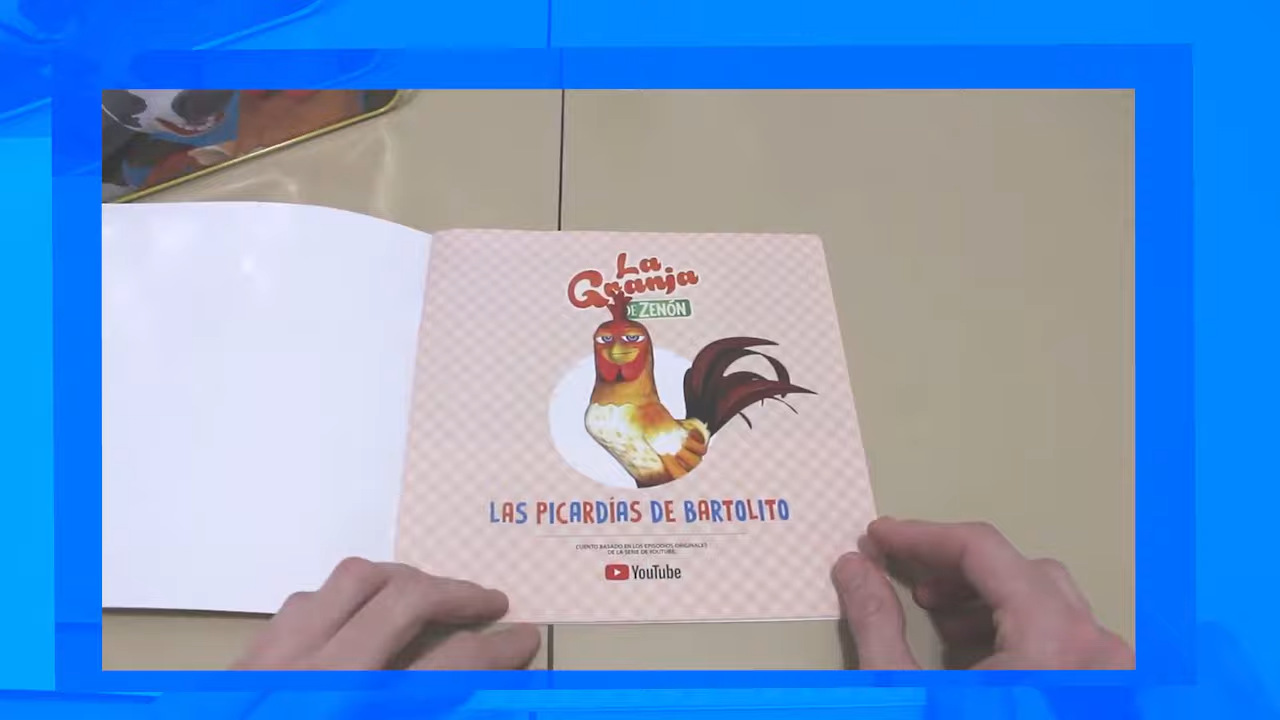 La
Granja
DE ZENÓN
LAS PICARDÍAS DE BARTOLITO
CUENTO BASADO EN LOS EPISODIOS ORIGINALES
DE LA SERIE DE YOUTUBE.
YouTube